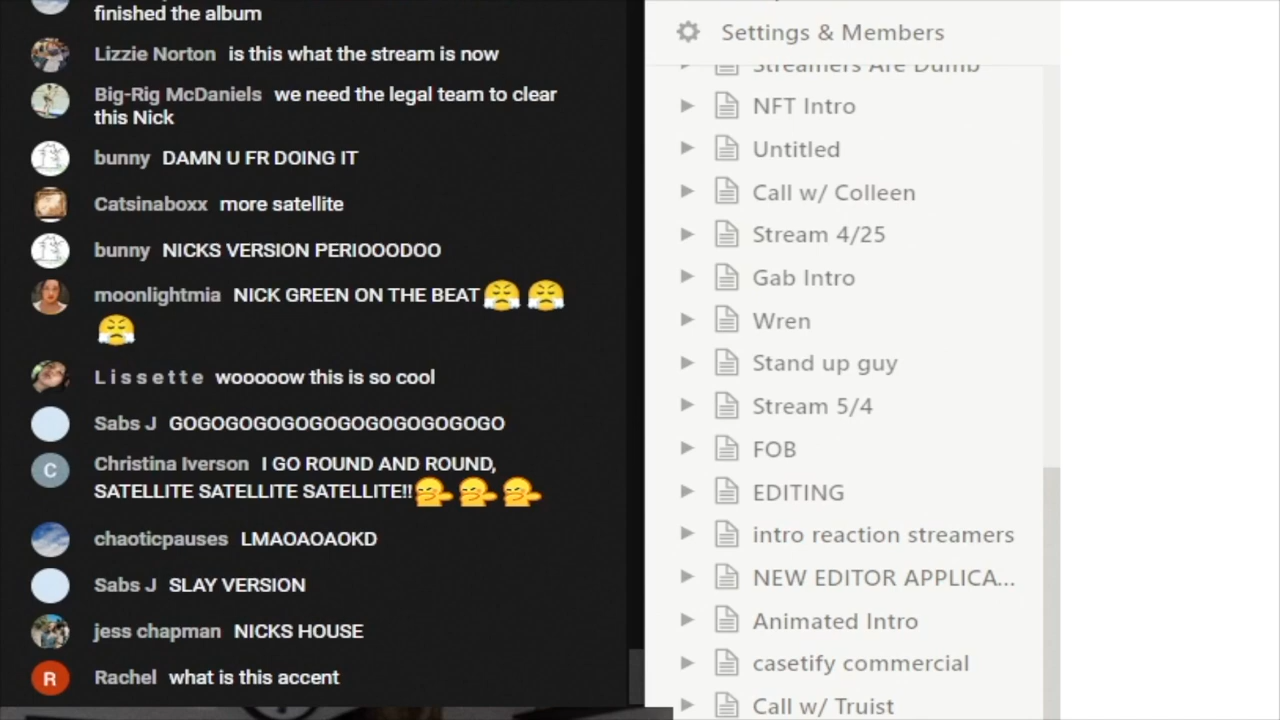 finished the album
Lizzie Norton is this what the stream is now
Big-Rig McDaniels we need the legal team to clear
this Nick
bunny DAMN U FR DOING IT
Catsinaboxx more satellite
bunny NICKS VERSION PERIOOODOO
moonlightmia NICK GREEN ON THE BEAT
L i s s e t t e wooooow this is so cool
Sabs J GOGOGOGOGOGOGOGOGOGOGOGO
C Christina Iverson I GO ROUND AND ROUND,
SATELLITE SATELLITE SATELLITE!!
chaoticpauses LMAOAOAOKD
Sabs J SLAY VERSION
jess chapman NICKS HOUSE
R Rachel what is this accent
Settings & Members
Streamers Are Dumb
NFT Intro
Untitled
Call w/ Colleen
Stream 4/25
Gab Intro
Wren
Stand up guy
Stream 5/4
FOB
EDITING
intro reaction streamers
NEW EDITOR APPLICA...
Animated Intro
casetify commercial
Call w/ Truist